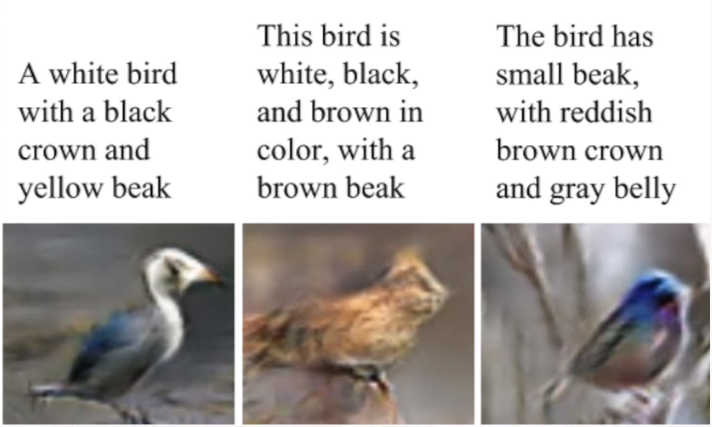 A white bird
with a black
crown and
yellow beak
This bird is
white, black,
and brown in
color, with a
brown beak
The bird has
small beak,
with reddish
brown crown
and gray belly